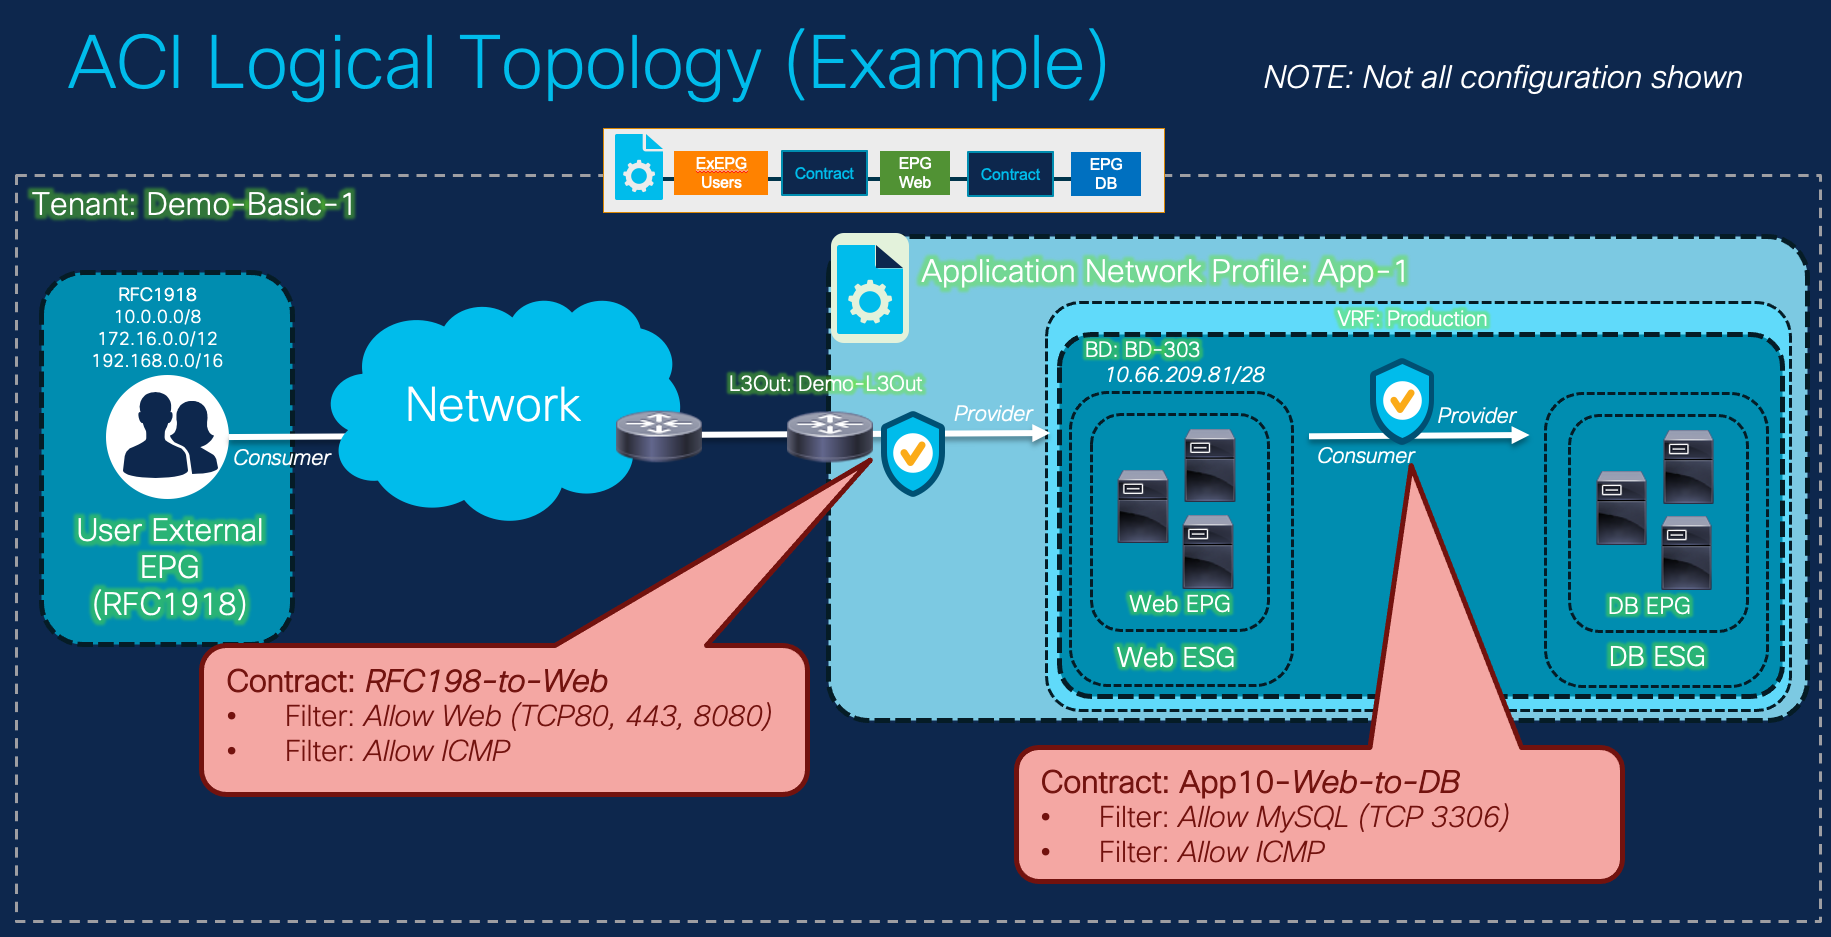 ACI Logical Topology (Example)
NOTE: Not all configuration shown
ExEPG
Users
Contract
EPG
Web
Contract
EPG
DB
Tenant: Demo-Basic-1
RFC1918
10.0.0.0/8
172.16.0.0/12
192.168.0.0/16
Consumer
User External
EPG
(RFC1918)
Network
L3Out: Demo-L3Out
Provider
Application Network Profile: App-1
VRF: Production
BD: BD-303
10.66.209.81/28
Provider
Consumer
Web EPG
Web ESG
DB EPG
DB ESG
Contract: RFC198-to-Web
• Filter: Allow Web (TCP80, 443, 8080)
• Filter: Allow ICMP
Contract: App10-Web-to-DB
• Filter: Allow MySQL (TCP 3306)
• Filter: Allow ICMP